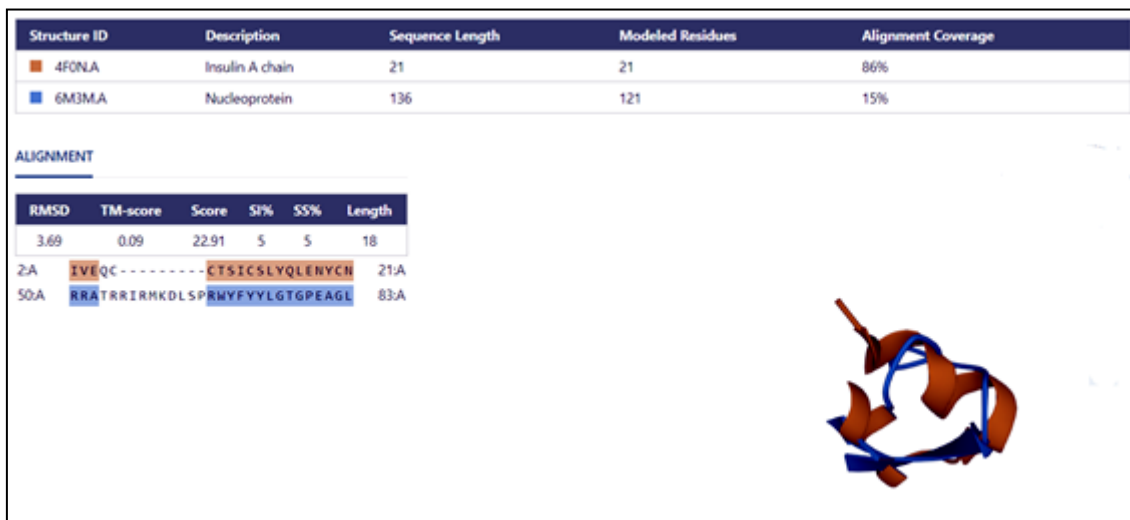 Structure ID Description Sequence Length Modeled Residues Alignment Coverage
4F0N.A Insulin A chain 21 21 86%
6M3M.A Nucleoprotein 136 121 15%
ALIGNMENT
RMSD TM-score Score SI% SS% Length
3.69 0.09 22.91 5 5 18
2:A IVEQC---------CTSICSLYQLENYCN 21:A
50:A RRATRRIRMKDLSPRWYFYYLGTGPEAGL 83:A